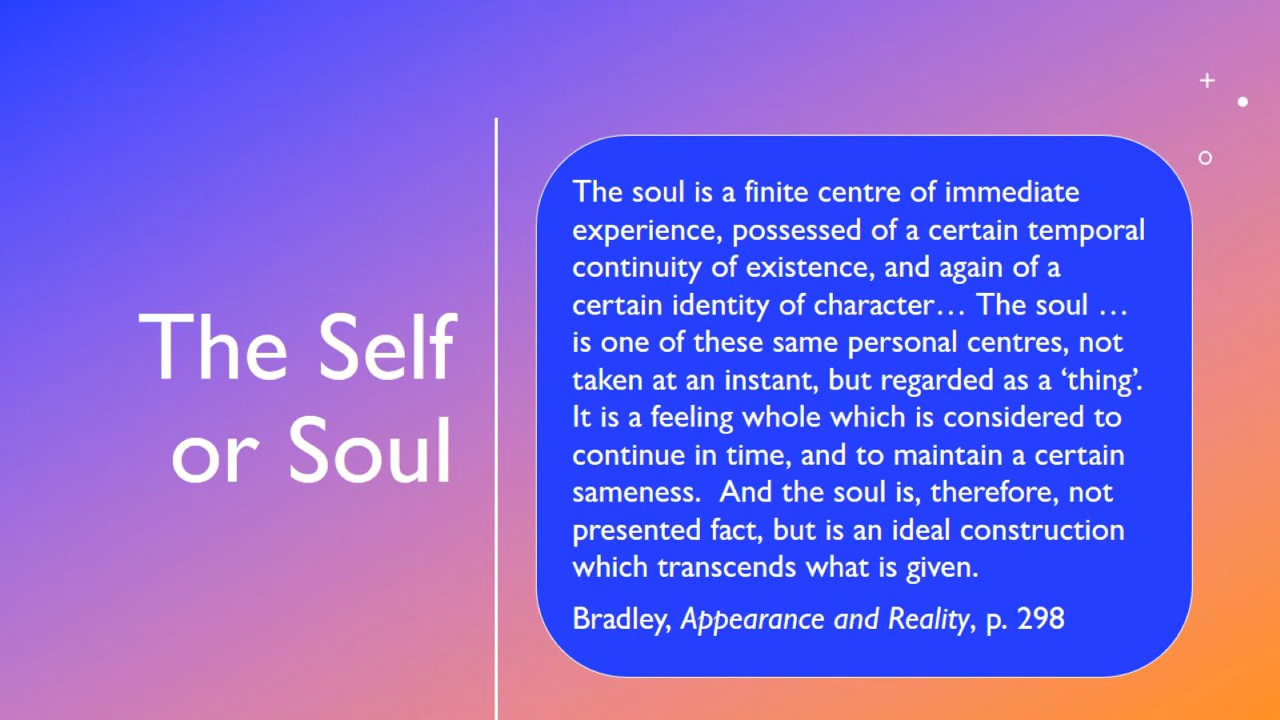 The Self
or Soul
The soul is a finite centre of immediate
experience, possessed of a certain temporal
continuity of existence, and again of a
certain identity of character… The soul …
is one of these same personal centres, not
taken at an instant, but regarded as a ‘thing’.
It is a feeling whole which is considered to
continue in time, and to maintain a certain
sameness.  And the soul is, therefore, not
presented fact, but is an ideal construction
which transcends what is given.
Bradley, Appearance and Reality, p. 298